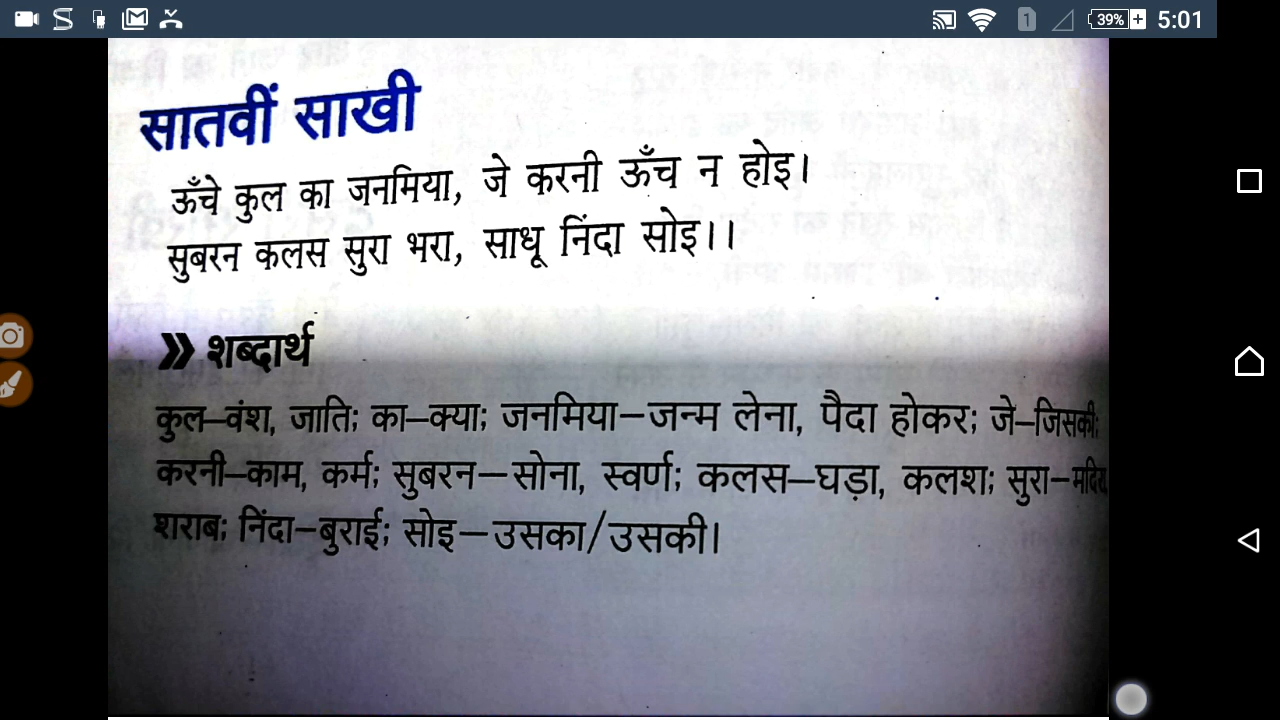 39% 5:01
1
सातवीं साखी
ऊँचे कुल का जनमिया, जे करनी ऊँच न होइ।
सुबरन कलस सुरा भरा, साधू निंदा सोइ।।
» शब्दार्थ
कुल–वंश, जाति; का–क्या; जनमिया–जन्म लेना, पैदा होकर; जे–जिसकी;
करनी–काम, कर्म; सुबरन–सोना, स्वर्ण; कलस–घड़ा, कलश; सुरा–
शराब; निंदा–बुराई; सोइ–उसका/उसकी।